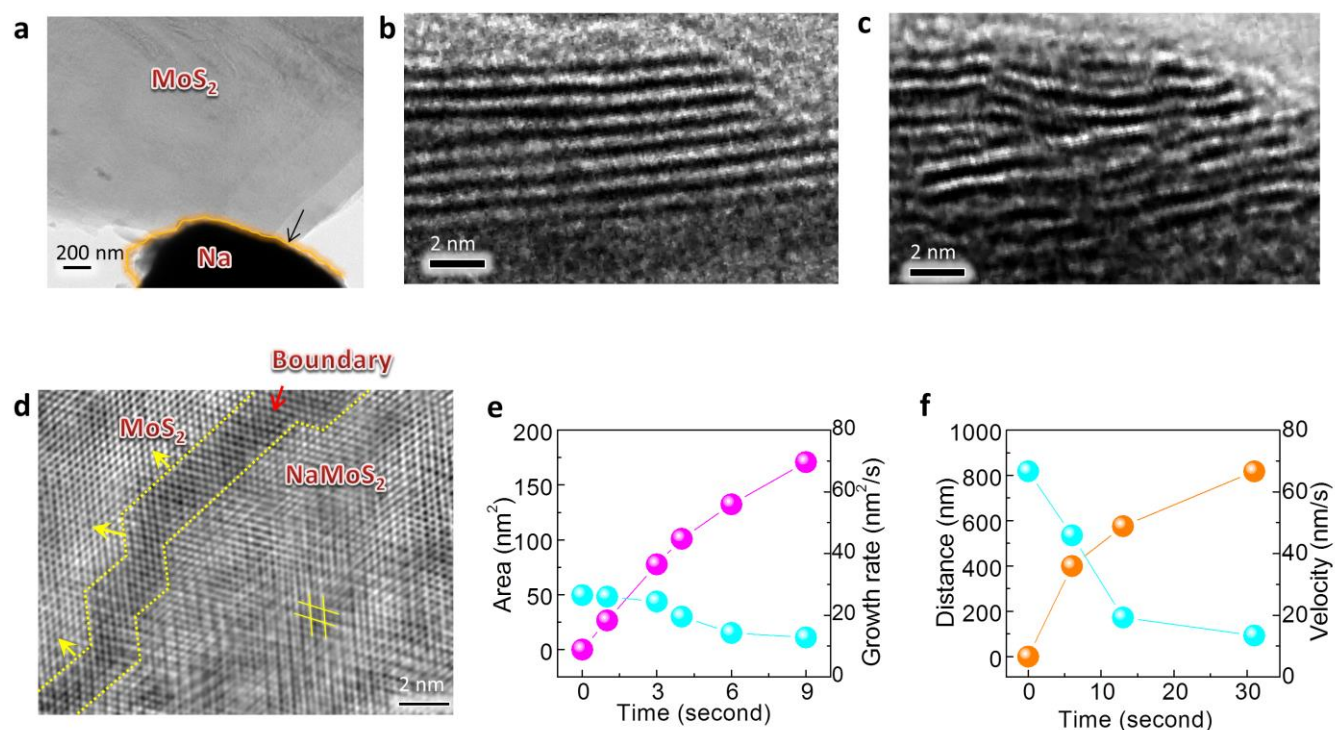 a
MoS₂
Na
200 nm
b
2 nm
c
2 nm
d
Boundary
MoS₂
NaMoS₂
2 nm
e
200
150
100
50
0
Area (nm²)
80
60
40
20
0
Growth rate (nm²/s)
0 3 6 9
Time (second)
f
1000
800
600
400
200
0
Distance (nm)
80
60
40
20
0
Velocity (nm/s)
0 10 20 30
Time (second)